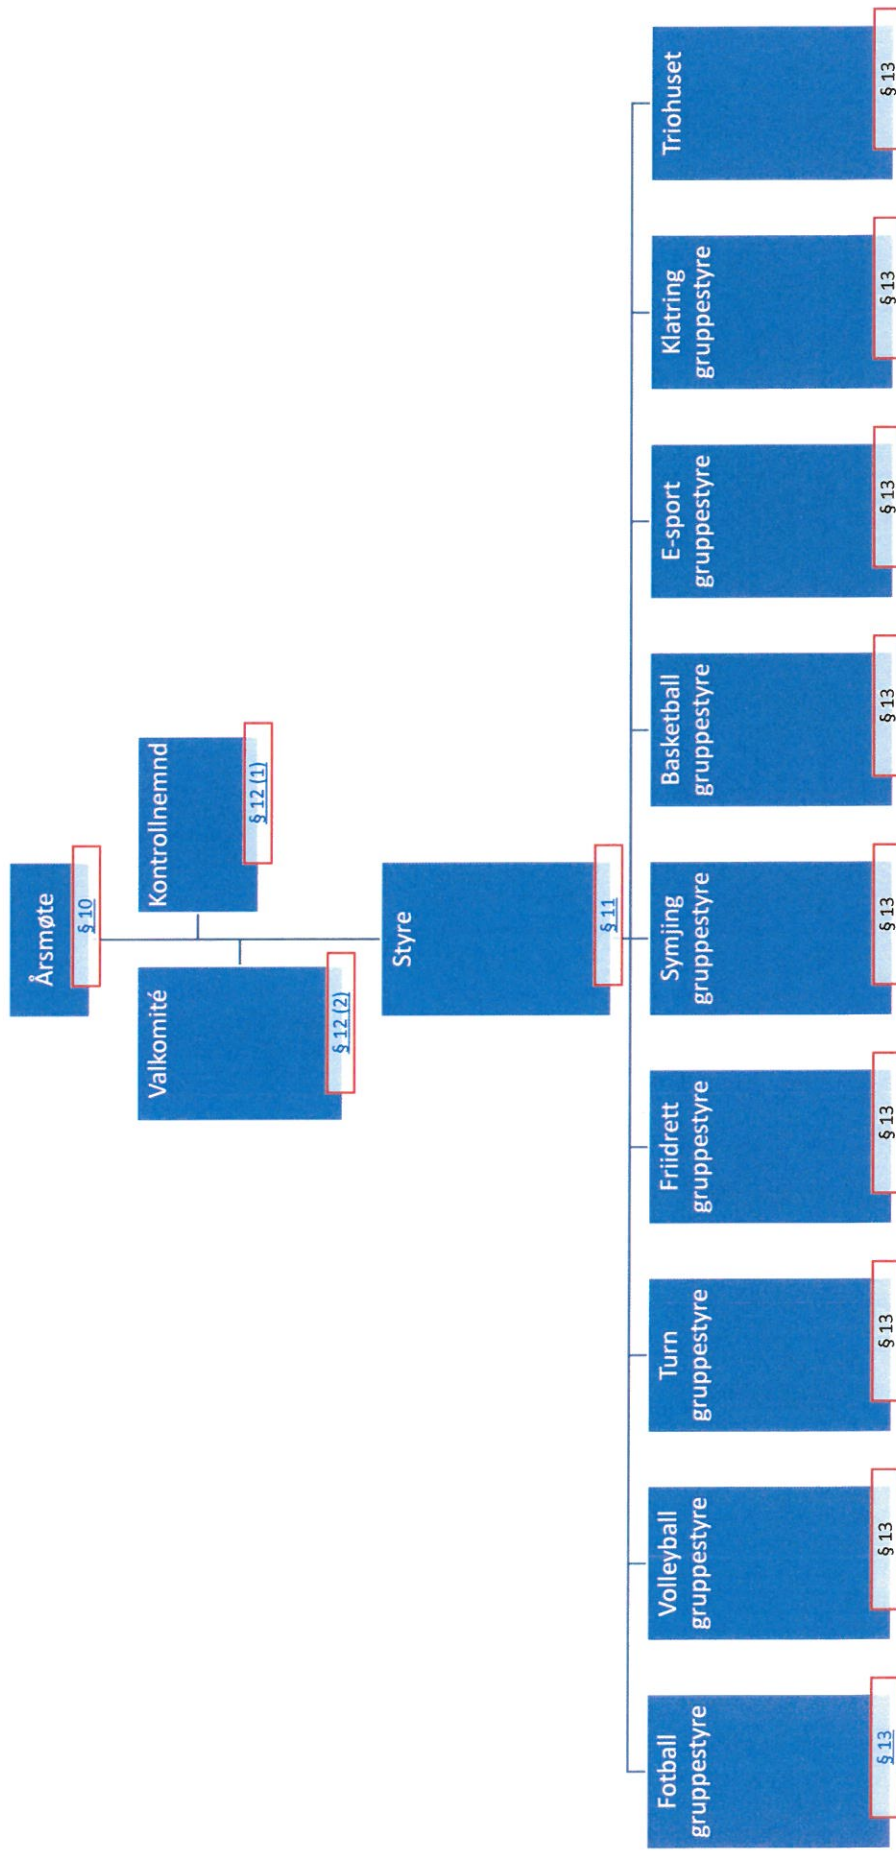 Årsmøte
§ 10
Valkomité
§ 12 (2)
Kontrollnemnd
§ 12 (1)
Styre
§ 11
Fotball
gruppestyre
§ 13
Volleyball
gruppestyre
§ 13
Turn
gruppestyre
§ 13
Friidrett
gruppestyre
§ 13
Symjing
gruppestyre
§ 13
Basketball
gruppestyre
§ 13
E-sport
gruppestyre
§ 13
Klatring
gruppestyre
§ 13
Triohuset
§ 13